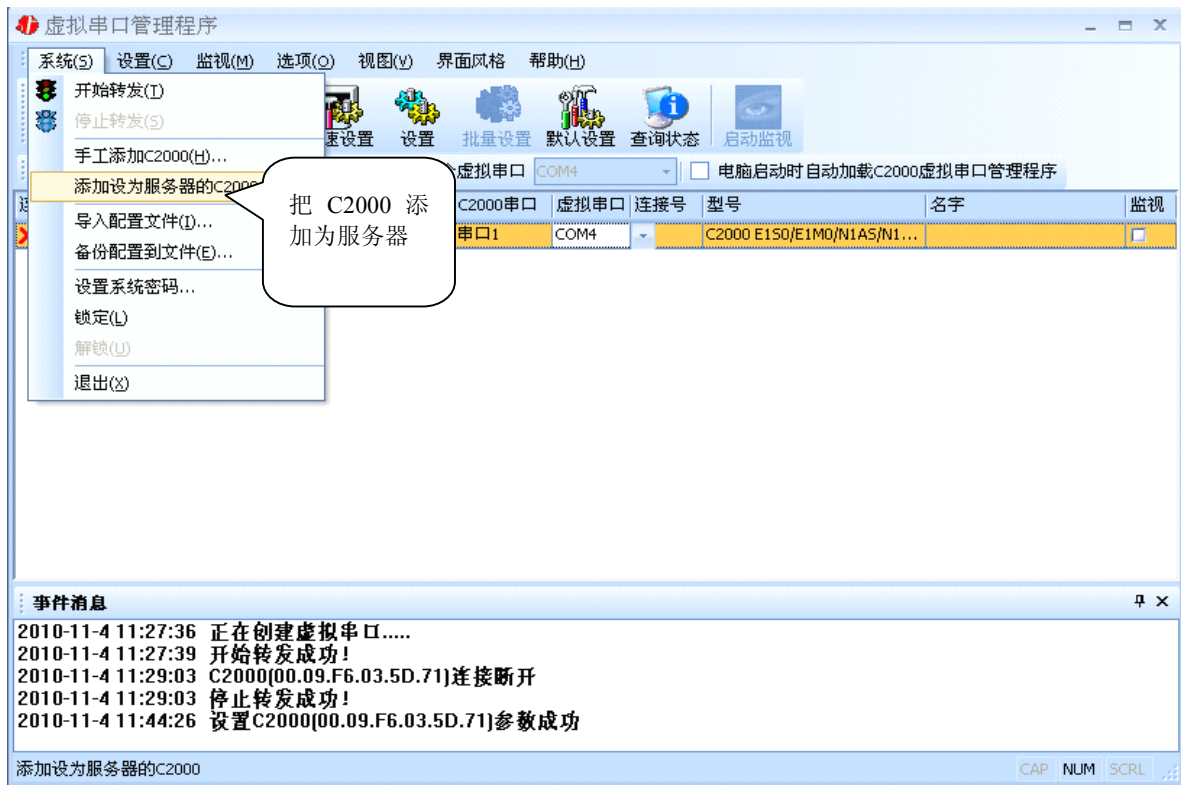 虚拟串口管理程序
系统(S) 设置(C) 监视(M) 选项(O) 视图(V) 界面风格 帮助(H)
开始转发(T)
停止转发(S)
手工添加C2000(H)...
添加设为服务器的C2000
导入配置文件(I)...
备份配置到文件(E)...
设置系统密码...
锁定(L)
解锁(U)
退出(X)
速设置 设置 批量设置 默认设置 查询状态 启动监视
虚拟串口 COM4 电脑启动时自动加载C2000虚拟串口管理程序
C2000串口 虚拟串口 连接号 型号 名字 监视
串口1 COM4 C2000 E1S0/E1M0/N1AS/N1...
把 C2000 添
加为服务器
事件消息
2010-11-4 11:27:36 正在创建虚拟串口.....
2010-11-4 11:27:39 开始转发成功!
2010-11-4 11:29:03 C2000(00.09.F6.03.5D.71)连接断开
2010-11-4 11:29:03 停止转发成功!
2010-11-4 11:44:26 设置C2000(00.09.F6.03.5D.71)参数成功
添加设为服务器的C2000 CAP NUM SCRL